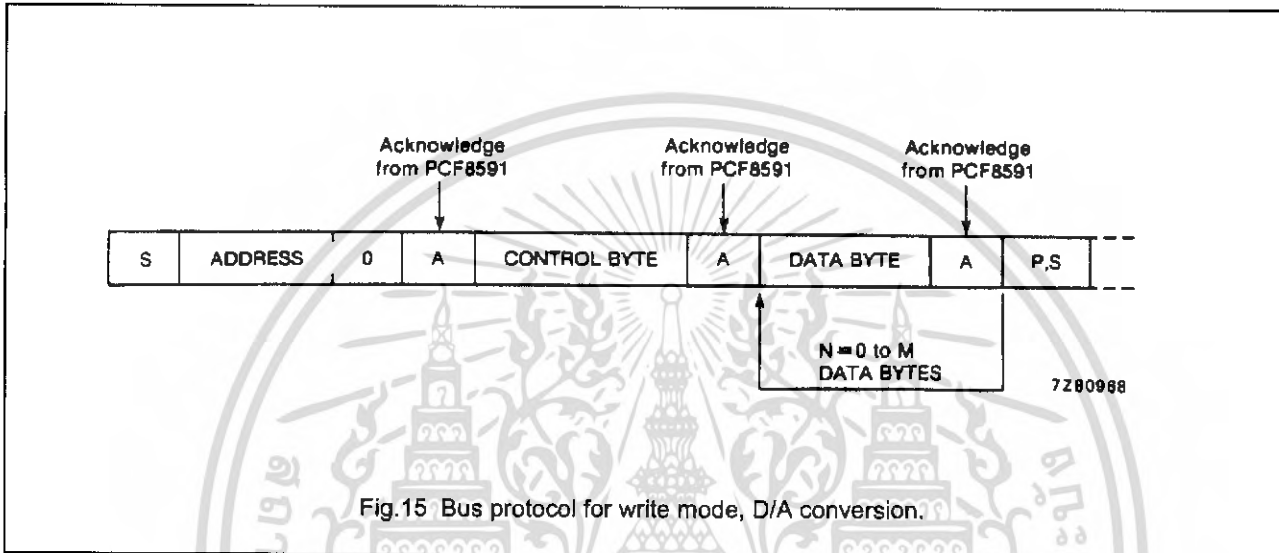 Acknowledge
from PCF8591
Acknowledge
from PCF8591
Acknowledge
from PCF8591
S ADDRESS 0 A CONTROL BYTE A DATA BYTE A P,S
N = 0 to M
DATA BYTES
7Z80968
Fig.15 Bus protocol for write mode, D/A conversion.